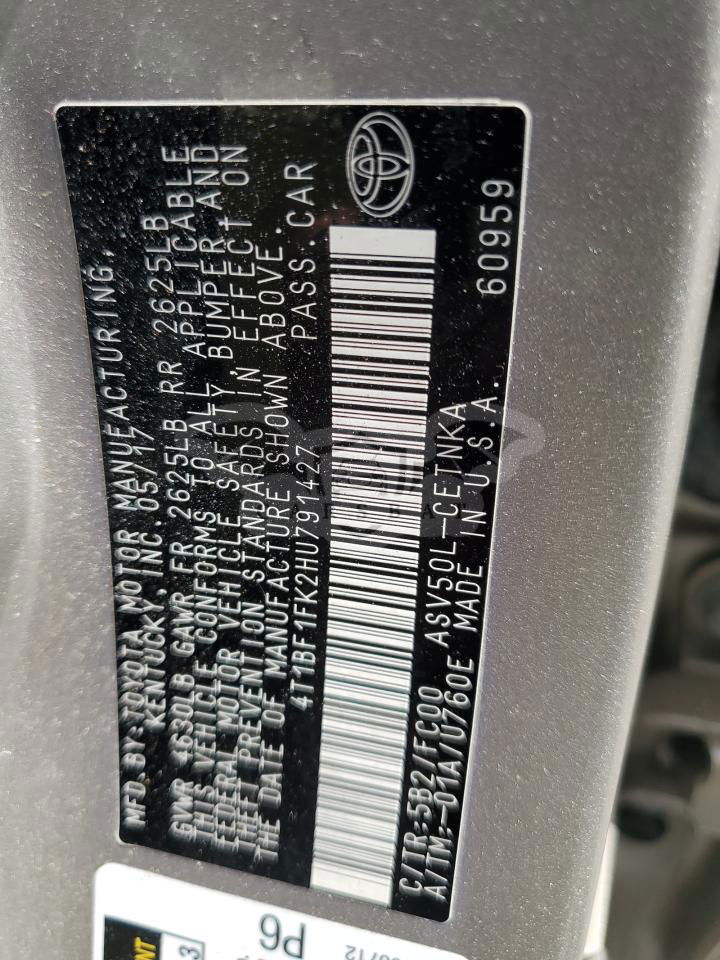 MFD BY:TOYOTA MOTOR MANUFACTURING,
KENTUCKY, INC. 05/17
GVWR 4630LB GAWR FR 2625LB RR 2625LB
THIS VEHICLE CONFORMS TO ALL APPLICABLE
FEDERAL MOTOR VEHICLE SAFETY, BUMPER AND
THEFT PREVENTION STANDARDS IN EFFECT ON
THE DATE OF MANUFACTURE SHOWN ABOVE.
4T1BF1FK2HU791427 PASS.CAR
C/TR:5B2/FC00 ASV50L-CETNKA
A/TM:-01A/U760E MADE IN U.S.A. 60959
P6
3